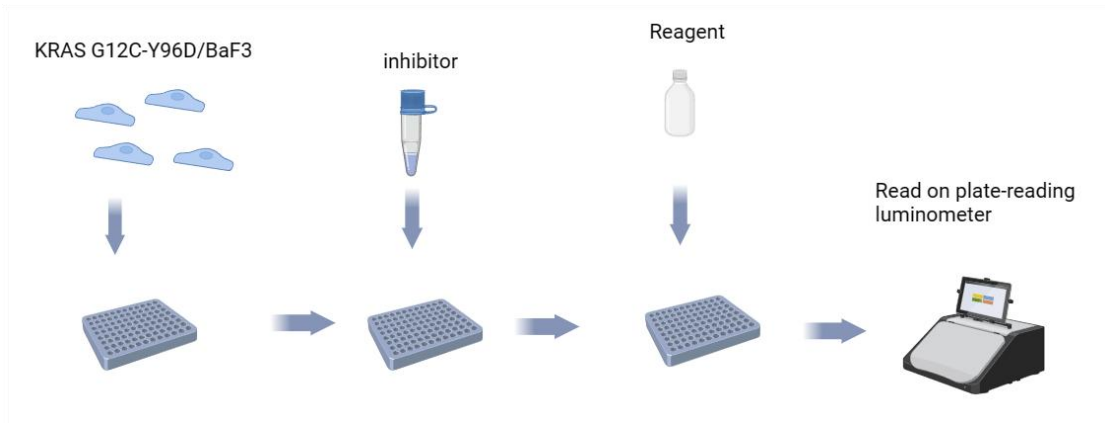 KRAS G12C-Y96D/BaF3
inhibitor
Reagent
Read on plate-reading
luminometer